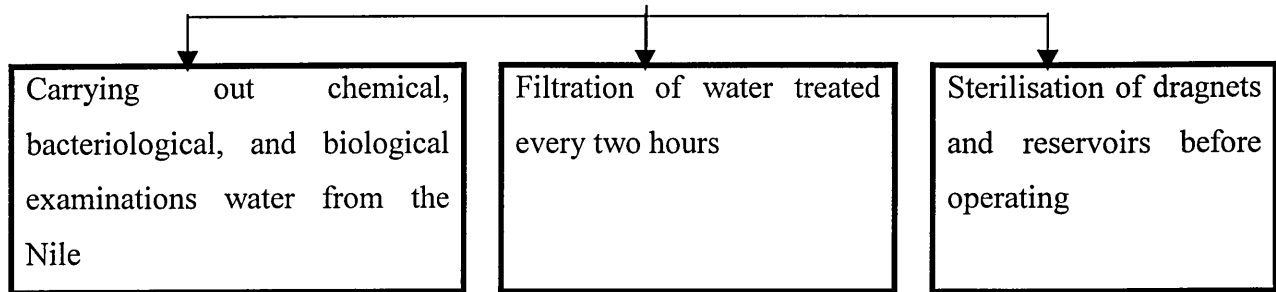 Carrying out chemical,
bacteriological, and biological
examinations water from the
Nile
Filtration of water treated
every two hours
Sterilisation of dragnets
and reservoirs before
operating